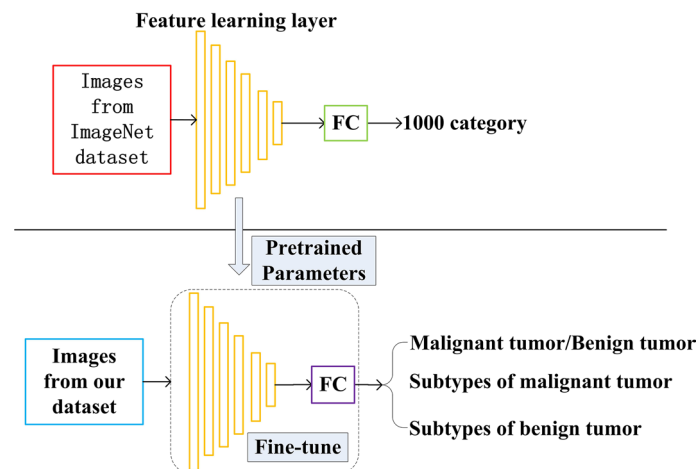 Feature learning layer
Images
from
ImageNet
dataset
FC
1000 category
Pretrained
Parameters
Images
from our
dataset
FC
Malignant tumor/Benign tumor
Subtypes of malignant tumor
Subtypes of benign tumor
Fine-tune